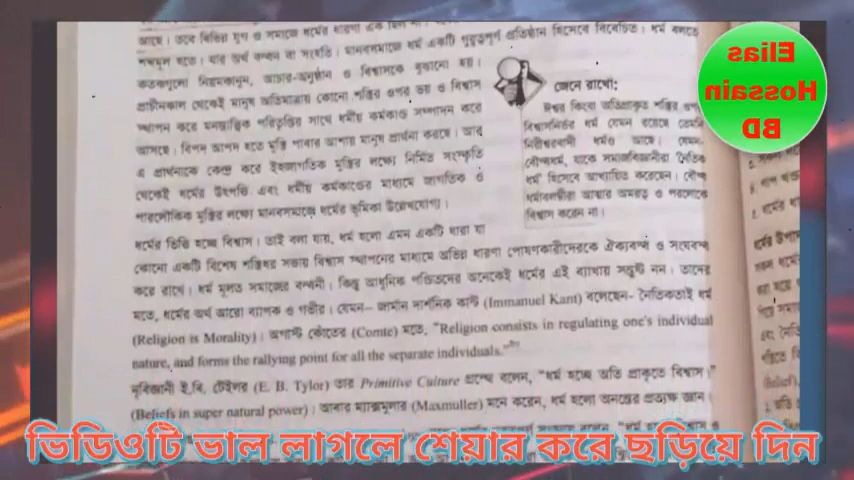 আছে। তবে বিভিন্ন যুগ ও সমাজে ধর্মের ধারণা এক ছিল না।
শব্দমূল হতে। যার অর্থ বন্ধন বা সংহতি। মানবসমাজে ধর্ম একটি গুরুত্বপূর্ণ প্রতিষ্ঠান হিসেবে বিবেচিত। ধর্ম বলতে
কতকগুলো নিয়মকানুন, আচার-অনুষ্ঠান ও বিশ্বাসকে বুঝানো হয়।
প্রাচীনকাল থেকেই মানুষ অতিমাত্রায় কোনো শক্তির ওপর ভয় ও বিশ্বাস
স্থাপন করে মনস্তাত্ত্বিক পরিতৃপ্তির সাথে ধর্মীয় কর্মকাণ্ড সম্পাদন করে
আসছে। বিপদ আপদ হতে মুক্তি পাবার আশায় মানুষ প্রার্থনা করছে। আর
এ প্রার্থনাকে কেন্দ্র করে ইহজাগতিক মুক্তির লক্ষ্যে নির্মিত সংস্কৃতি
থেকেই ধর্মের উৎপত্তি এবং ধর্মীয় কর্মকাণ্ডের মাধ্যমে জাগতিক ও
পারলৌকিক মুক্তির লক্ষ্যে মানবসমাজে ধর্মের ভূমিকা উল্লেখযোগ্য।
জেনে রাখো:
ঈশ্বর কিংবা অতিপ্রাকৃত শক্তির ওপর
বিশ্বাসনির্ভর ধর্ম যেমন রয়েছে তেমনি
নিরীশ্বরবাদী ধর্মও আছে। যেমন-
বৌদ্ধধর্ম, যাকে সমাজবিজ্ঞানীরা নৈতিক
ধর্ম হিসেবে আখ্যায়িত করেছেন। বৌদ্ধ
ধর্মাবলম্বীরা আত্মার অমরত্ব ও পরলোকে
বিশ্বাস করেন না।
ধর্মের ভিত্তি হচ্ছে বিশ্বাস। তাই বলা যায়, ধর্ম হলো এমন একটি ধারা যা
কোনো একটি বিশেষ শক্তিধর সত্তায় বিশ্বাস স্থাপনের মাধ্যমে অভিন্ন ধারণা পোষণকারীদেরকে ঐক্যবদ্ধ ও সংঘবদ্ধ
করে রাখে। ধর্ম মূলত সমাজের বন্ধনী। কিন্তু আধুনিক পণ্ডিতদের অনেকেই ধর্মের এই ব্যাখ্যায় সন্তুষ্ট নন। তাদের
মতে, ধর্মের অর্থ আরো ব্যাপক ও গভীর। যেমন– জার্মান দার্শনিক কান্ট (Immanuel Kant) বলেছেন– নৈতিকতাই ধর্ম
(Religion is Morality)। অগাস্ট কোঁতের (Comte) মতে, "Religion consists in regulating one's individual
nature, and forms the rallying point for all the separate individuals."
নৃবিজ্ঞানী ই.বি. টেইলর (E. B. Tylor) তার Primitive Culture গ্রন্থে বলেন, "ধর্ম হচ্ছে অতি প্রাকৃতে বিশ্বাস।"
(Beliefs in super natural power)। আবার ম্যাক্সমুলার (Maxmuller) মনে করেন, ধর্ম হলো অনন্তের প্রত্যক্ষ জ্ঞান।
Elias
Hossain
BD
ভিডিওটি ভাল লাগলে শেয়ার করে ছড়িয়ে দিন